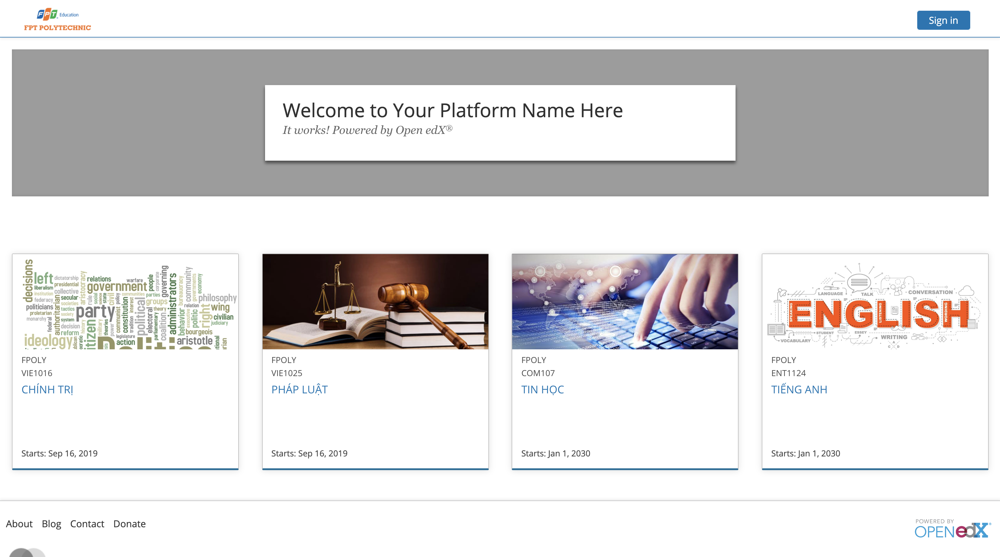 FPT Education
FPT POLYTECHNIC
Sign in
Welcome to Your Platform Name Here
It works! Powered by Open edX®
decisions
left
dictatorship
presidential
liberalism
institution
collective
federacy
secular
societies
politicians
tactics
proletarian
society
monarchy
system
federal
authoritarian
decision
reform
history
ideology
aristocracy
relations
government
rule
social
science
state
civil
policy
communities
warfare
people
corporate
governing
parties
groups
theory
party
military
theories
power
communist
constitution
tradition
interest
political
electoral
parliamentary
coalition
administrators
behavior
bureaucracy
community
governments
economy
philosophy
relation
executive
politic
right
wing
civilian
judiciary
bourgeois
legislature
action
aristotle
LANGUAGE
TALK
CONVERSATION
SPEAKING
ENGLISH
LISTENING
WORDING
STUDENT
ESSEY
VOCABULARY
WRITING
A
C D
FPOLY
VIE1016
CHÍNH TRỊ
Starts: Sep 16, 2019
FPOLY
VIE1025
PHÁP LUẬT
Starts: Sep 16, 2019
FPOLY
COM107
TIN HỌC
Starts: Jan 1, 2030
FPOLY
ENT1124
TIẾNG ANH
Starts: Jan 1, 2030
About Blog Contact Donate
POWERED BY
OPEN edX®